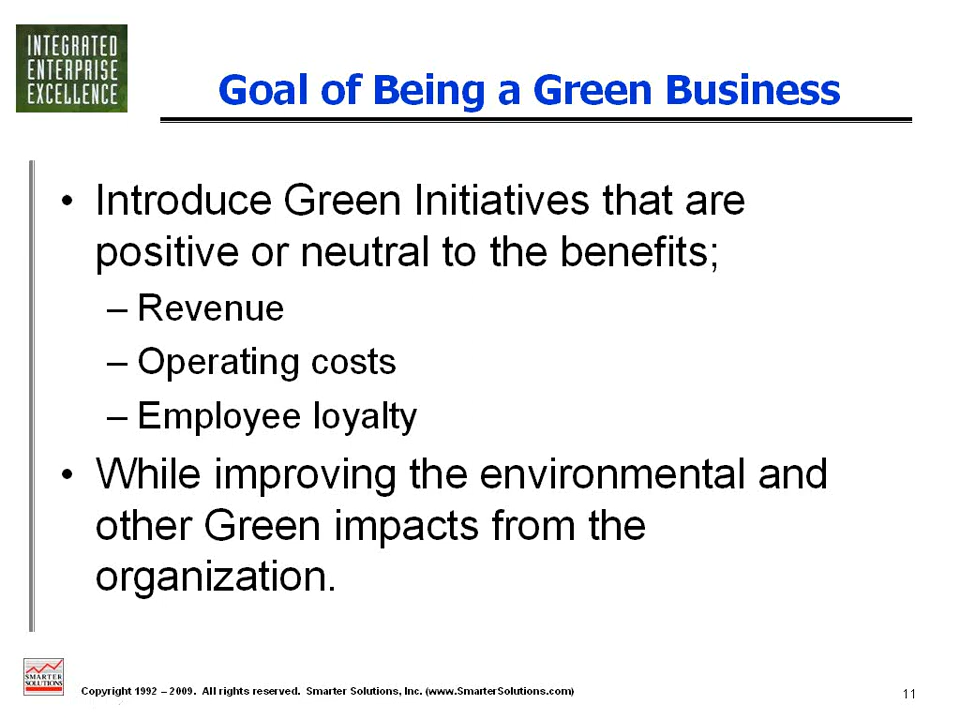 INTEGRATED
ENTERPRISE
EXCELLENCE
Goal of Being a Green Business
• Introduce Green Initiatives that are
positive or neutral to the benefits;
– Revenue
– Operating costs
– Employee loyalty
• While improving the environmental and
other Green impacts from the
organization.
SMARTER
SOLUTIONS
Copyright 1992 – 2009. All rights reserved. Smarter Solutions, Inc. (www.SmarterSolutions.com)
11